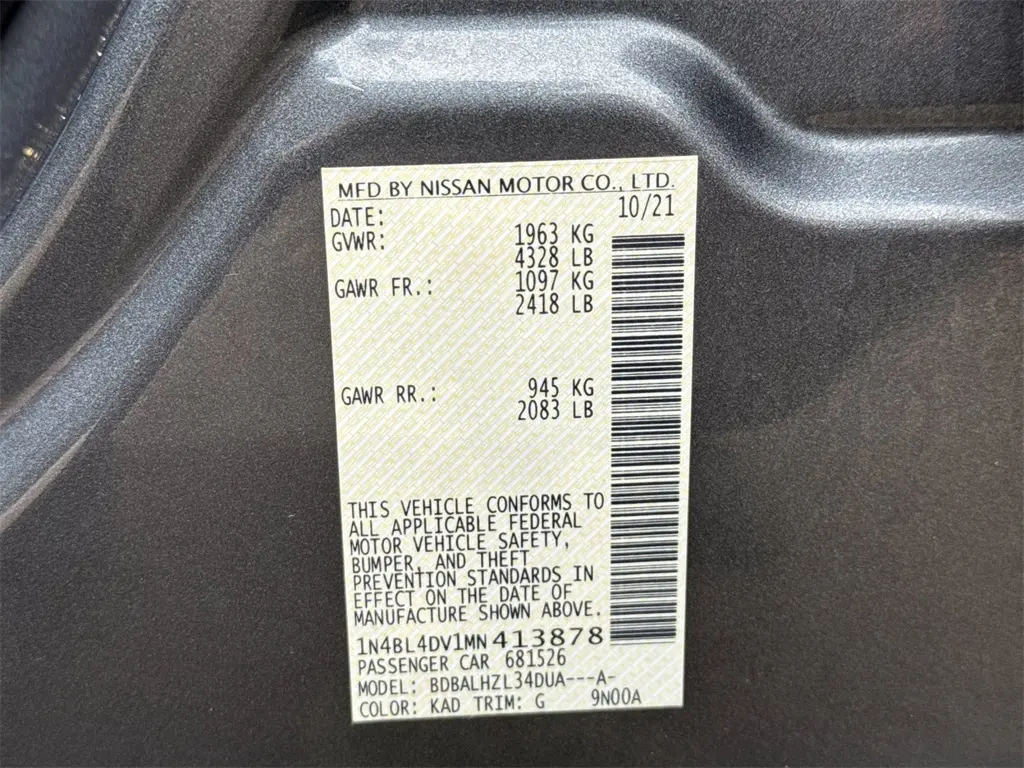 MFD BY NISSAN MOTOR CO., LTD.
DATE: 10/21
GVWR: 1963 KG
4328 LB
GAWR FR.: 1097 KG
2418 LB
GAWR RR.: 945 KG
2083 LB
THIS VEHICLE CONFORMS TO
ALL APPLICABLE FEDERAL
MOTOR VEHICLE SAFETY,
BUMPER, AND THEFT
PREVENTION STANDARDS IN
EFFECT ON THE DATE OF
MANUFACTURE SHOWN ABOVE.
1N4BL4DV1MN413878
PASSENGER CAR 681526
MODEL: BDBALHZL34DUA---A-
COLOR: KAD TRIM: G 9N00A